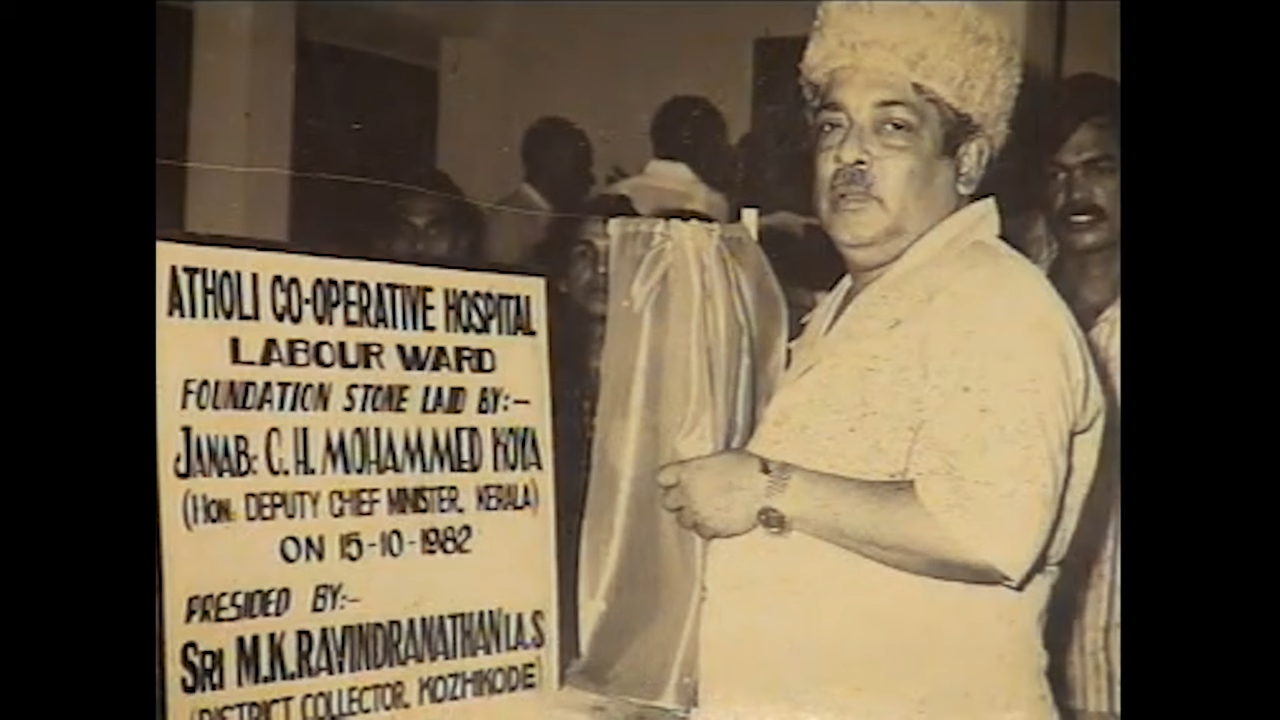 ATHOLI CO-OPERATIVE HOSPITAL
LABOUR WARD
FOUNDATION STONE LAID BY:-
JANAB: C.H. MOHAMMED KOYA
(HON: DEPUTY CHIEF MINISTER, KERALA)
ON 15-10-1982
PRESIDED BY:-
SRI M.K. RAVINDRANATHAN I.A.S
(DISTRICT COLLECTOR, KOZHIKODE)